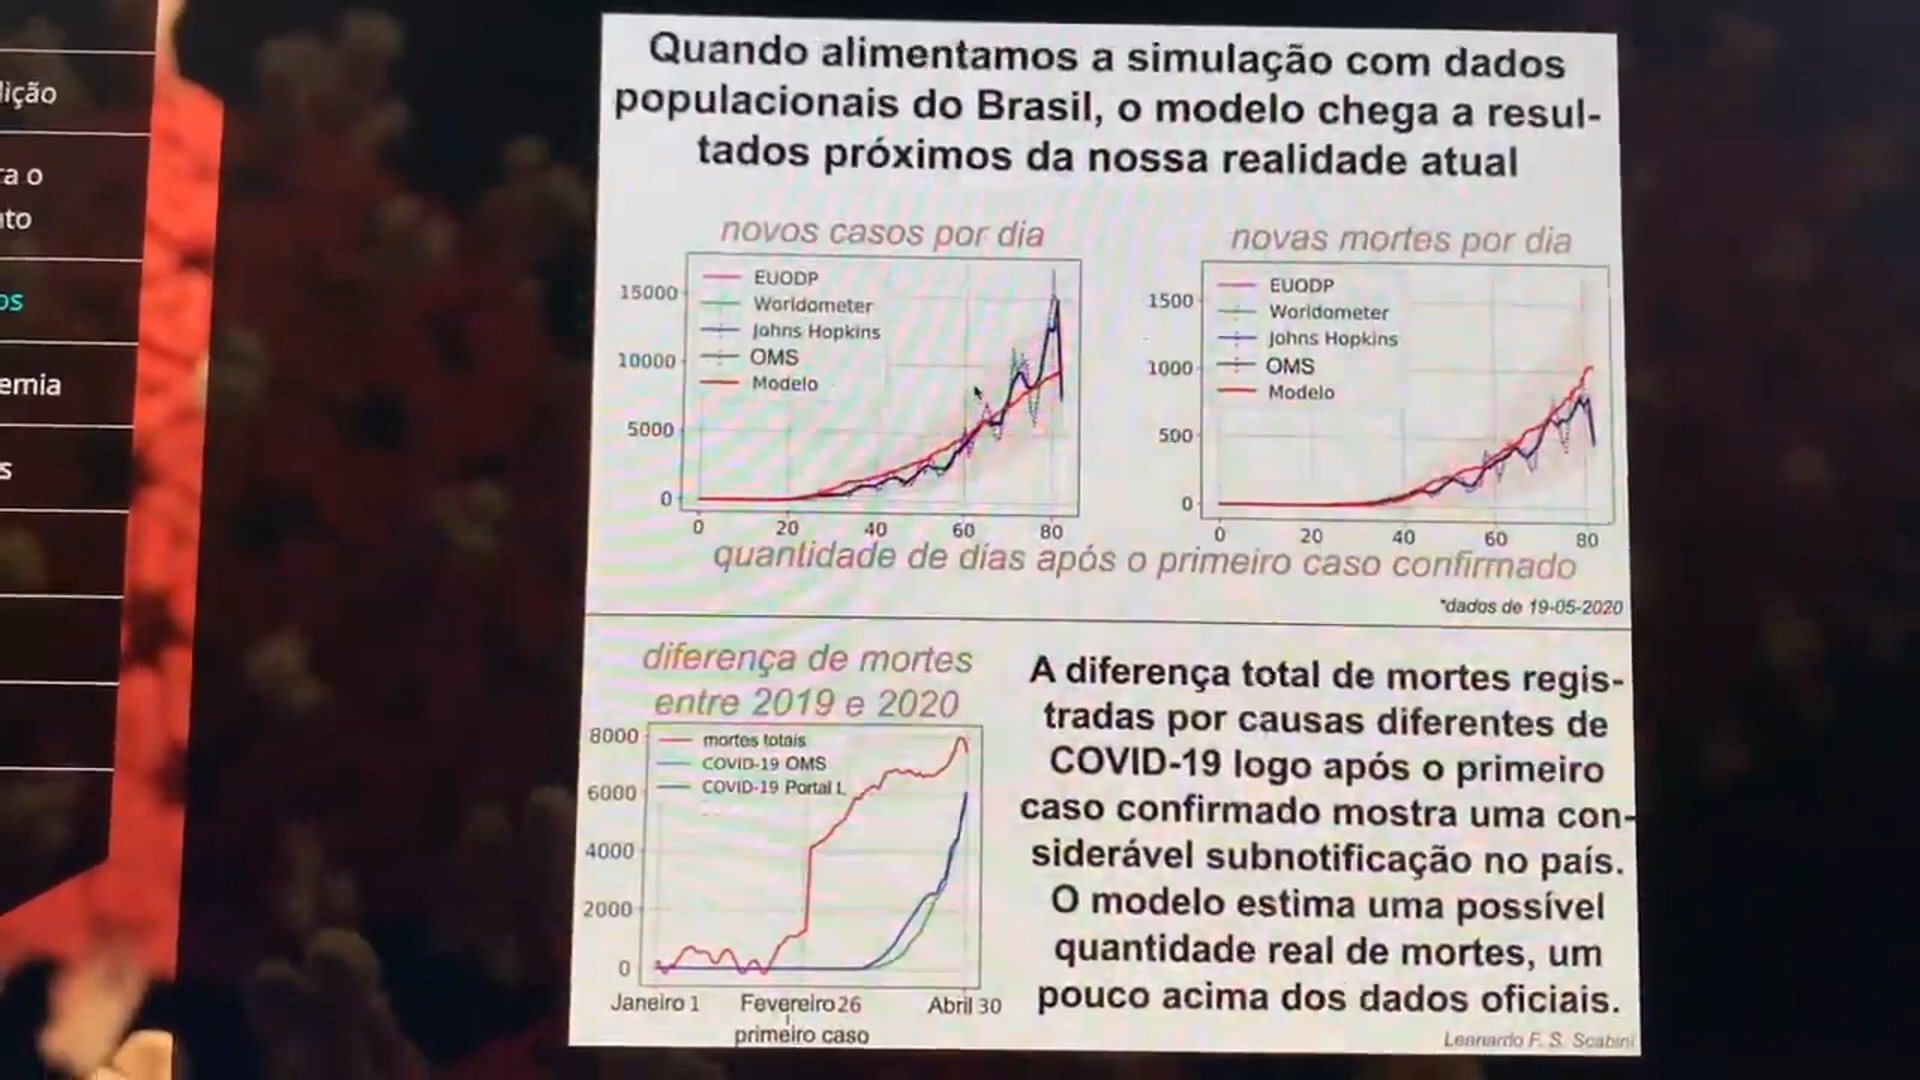 lição
ra o
nto
os
emia
s
Quando alimentamos a simulação com dados
populacionais do Brasil, o modelo chega a resul-
tados próximos da nossa realidade atual
novos casos por dia
EUODP
Worldometer
Johns Hopkins
OMS
Modelo
15000
10000
5000
0
0 20 40 60 80
novas mortes por dia
EUODP
Worldometer
Johns Hopkins
OMS
Modelo
1500
1000
500
0
0 20 40 60 80
quantidade de dias após o primeiro caso confirmado
*dados de 19-05-2020
diferença de mortes
entre 2019 e 2020
mortes totais
COVID-19 OMS
COVID-19 Portal t.
8000
6000
4000
2000
0
Janeiro 1 Fevereiro 26 Abril 30
primeiro caso
A diferença total de mortes regis-
tradas por causas diferentes de
COVID-19 logo após o primeiro
caso confirmado mostra uma con-
siderável subnotificação no país.
O modelo estima uma possível
quantidade real de mortes, um
pouco acima dos dados oficiais.
Leonardo F. S. Scabini